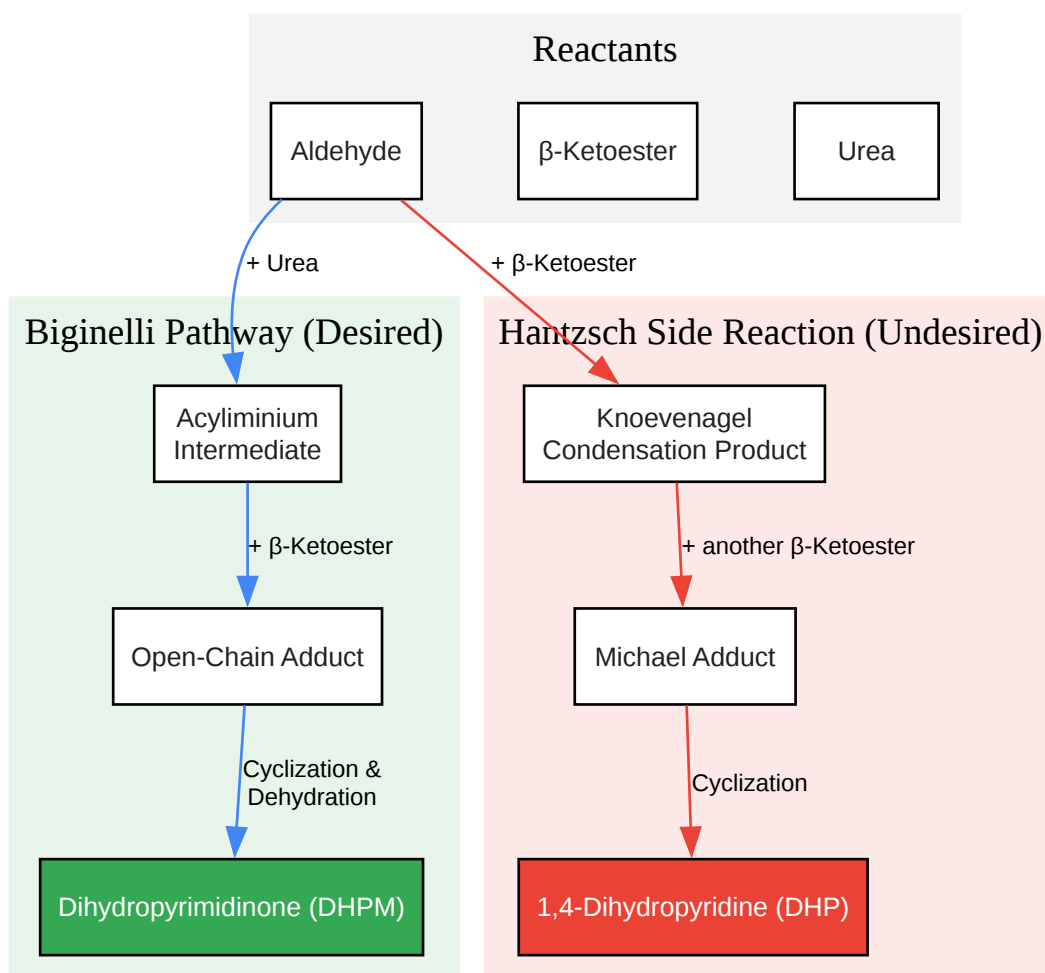 Reactants
Aldehyde
β-Ketoester
Urea
+ Urea
+ β-Ketoester
Biginelli Pathway (Desired)
Hantzsch Side Reaction (Undesired)
Acyliminium
Intermediate
Knoevenagel
Condensation Product
+ β-Ketoester
+ another β-Ketoester
Open-Chain Adduct
Michael Adduct
Cyclization &
Dehydration
Cyclization
Dihydropyrimidinone (DHPM)
1,4-Dihydropyridine (DHP)